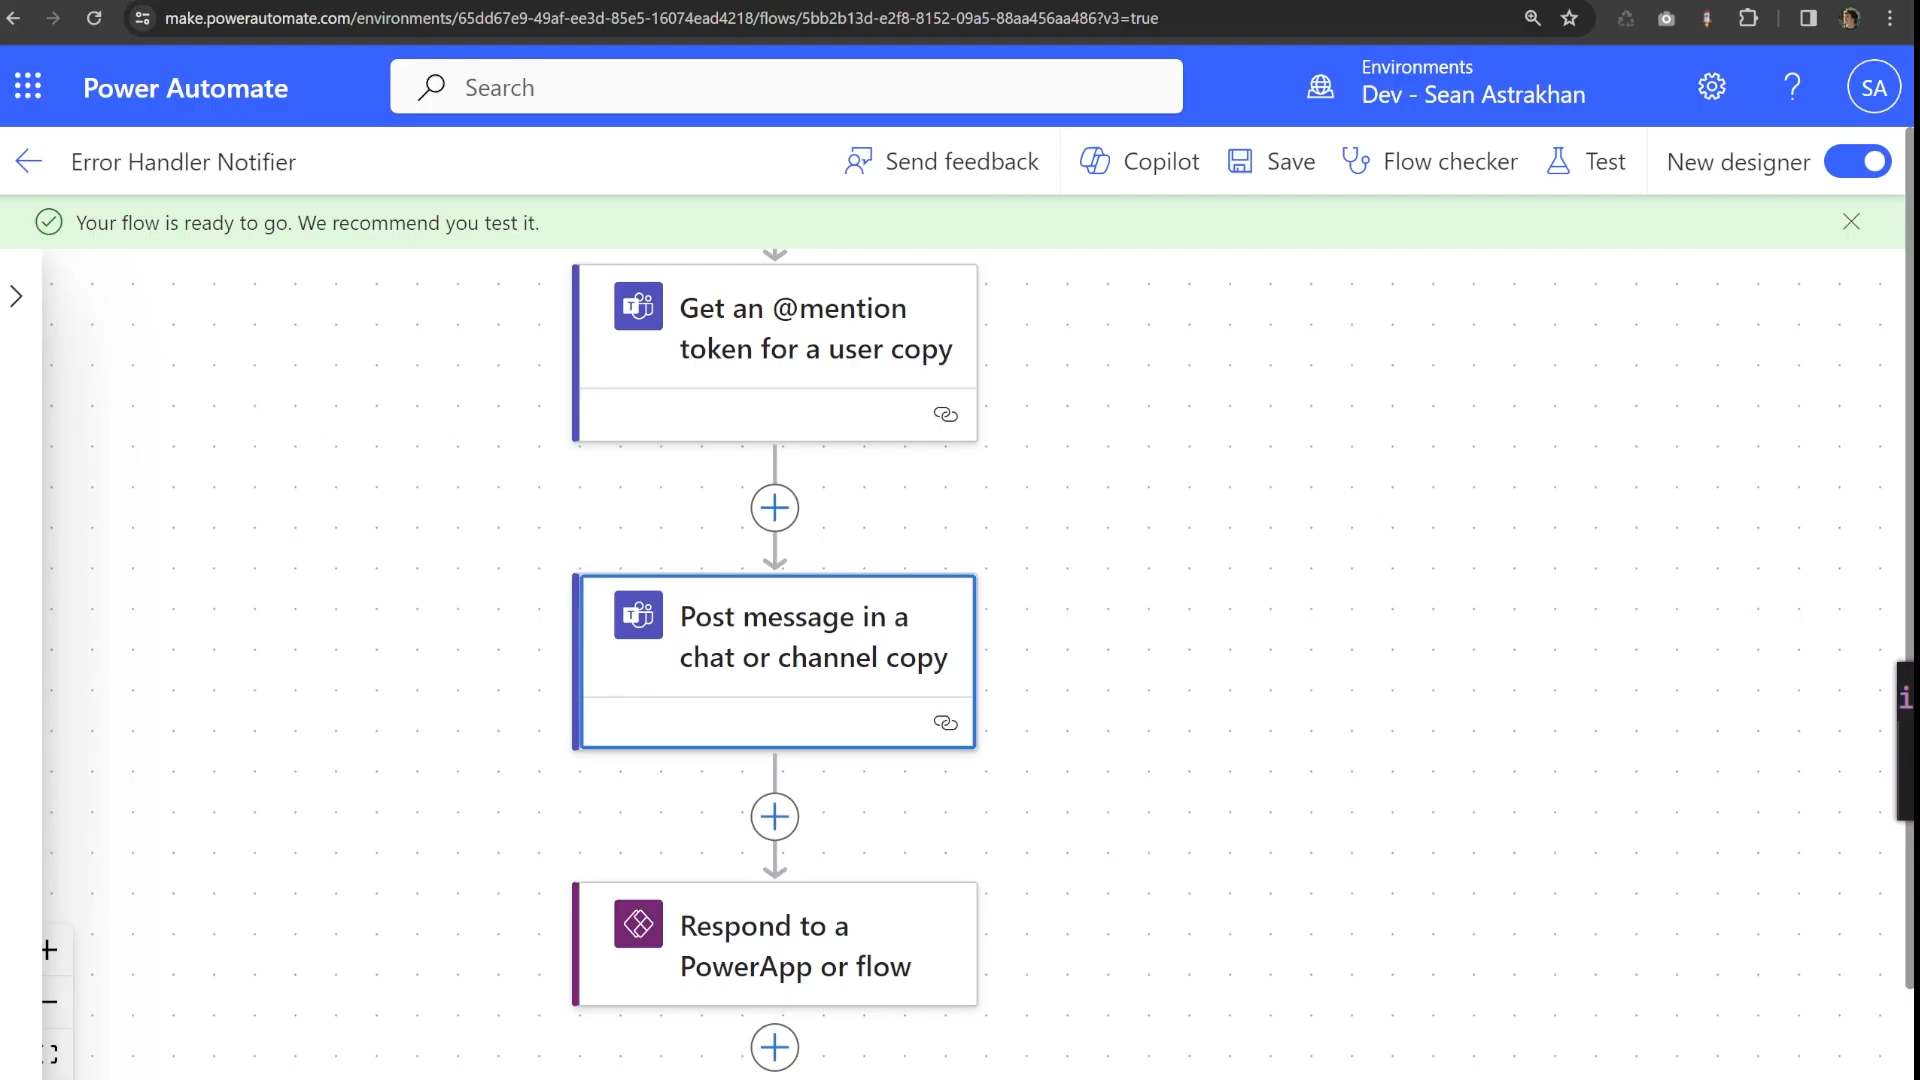 make.powerautomate.com/environments/65dd67e9-49af-ee3d-85e5-16074ead4218/flows/5bb2b13d-e2f8-8152-09a5-88aa456aa486?v3=true
Power Automate
Search
Environments
Dev - Sean Astrakhan
?
SA
Error Handler Notifier
Send feedback
Copilot
Save
Flow checker
Test
New designer
Your flow is ready to go. We recommend you test it.
Get an @mention
token for a user copy
Post message in a
chat or channel copy
Respond to a
PowerApp or flow
i